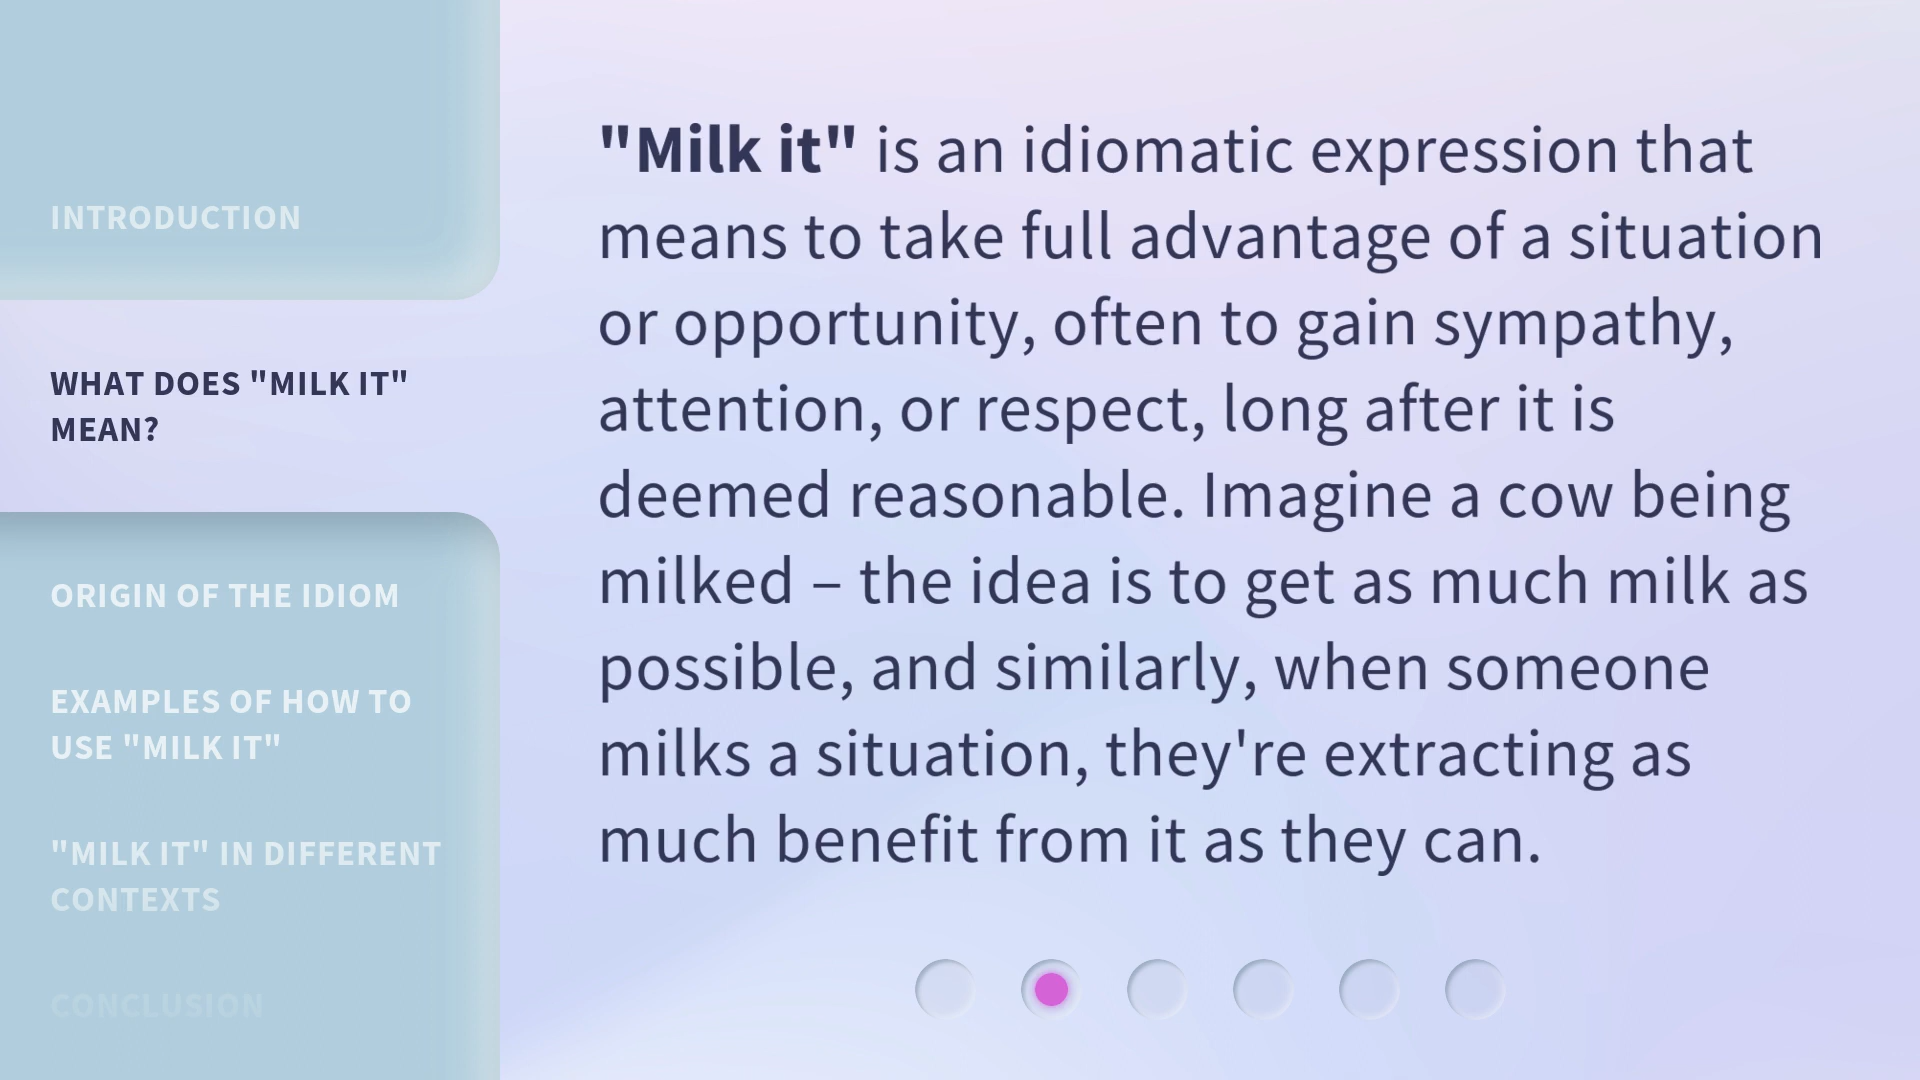 INTRODUCTION
WHAT DOES "MILK IT"
MEAN?
ORIGIN OF THE IDIOM
EXAMPLES OF HOW TO
USE "MILK IT"
"MILK IT" IN DIFFERENT
CONTEXTS
CONCLUSION
"Milk it" is an idiomatic expression that
means to take full advantage of a situation
or opportunity, often to gain sympathy,
attention, or respect, long after it is
deemed reasonable. Imagine a cow being
milked – the idea is to get as much milk as
possible, and similarly, when someone
milks a situation, they're extracting as
much benefit from it as they can.